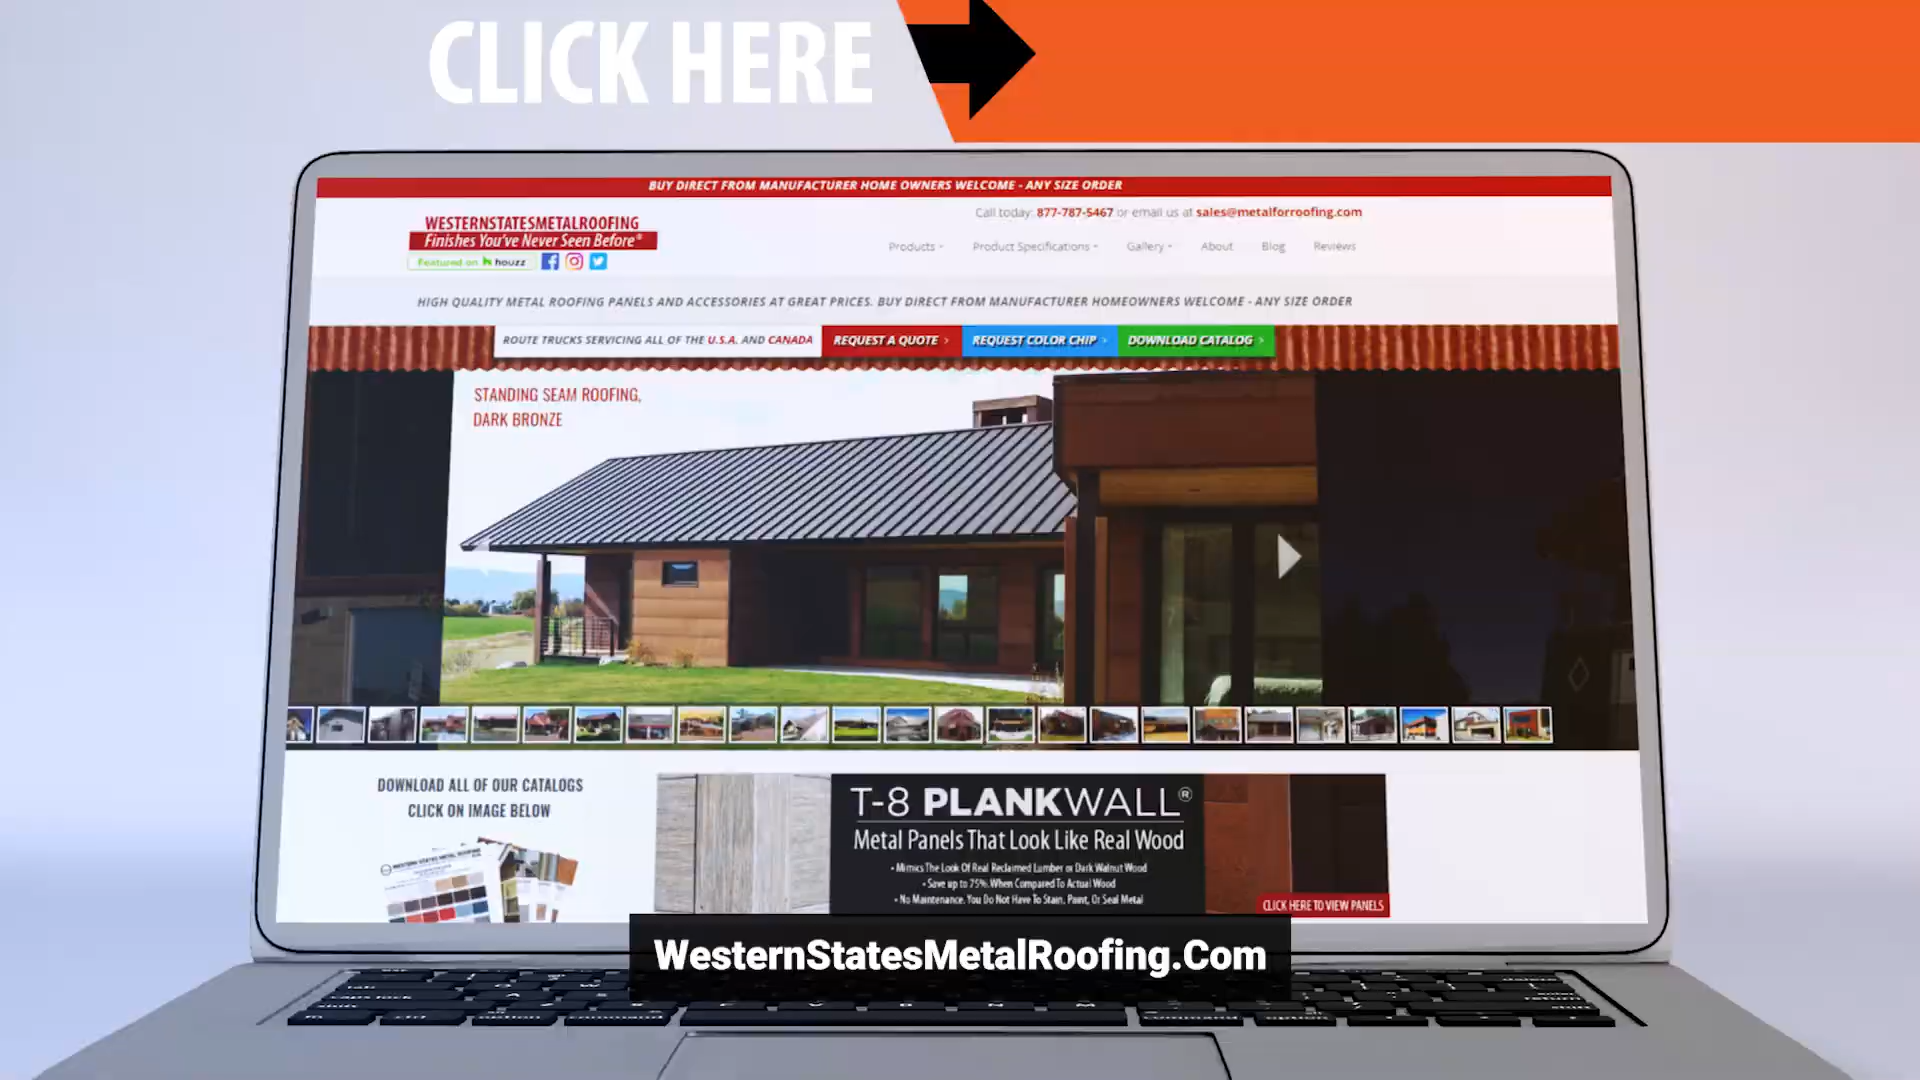 CLICK HERE
BUY DIRECT FROM MANUFACTURER HOME OWNERS WELCOME - ANY SIZE ORDER
Call today: 877-787-5467 or email us at sales@metalforroofing.com
WESTERNSTATESMETALROOFING
Finishes You've Never Seen Before®
Featured on houzz
Products Product Specifications Gallery About Blog Reviews
HIGH QUALITY METAL ROOFING PANELS AND ACCESSORIES AT GREAT PRICES. BUY DIRECT FROM MANUFACTURER HOMEOWNERS WELCOME - ANY SIZE ORDER
ROUTE TRUCKS SERVICING ALL OF THE U.S.A. AND CANADA REQUEST A QUOTE > REQUEST COLOR CHIP > DOWNLOAD CATALOG >
STANDING SEAM ROOFING,
DARK BRONZE
DOWNLOAD ALL OF OUR CATALOGS
CLICK ON IMAGE BELOW
WESTERN STATES METAL ROOFING
T-8 PLANKWALL®
Metal Panels That Look Like Real Wood
• Mimics The Look Of Real Reclaimed Lumber or Dark Walnut Wood
• Save up to 75% When Compared To Actual Wood
• No Maintenance. You Do Not Have To Stain, Paint, Or Seal Metal
CLICK HERE TO VIEW PANELS
WesternStatesMetalRoofing.Com